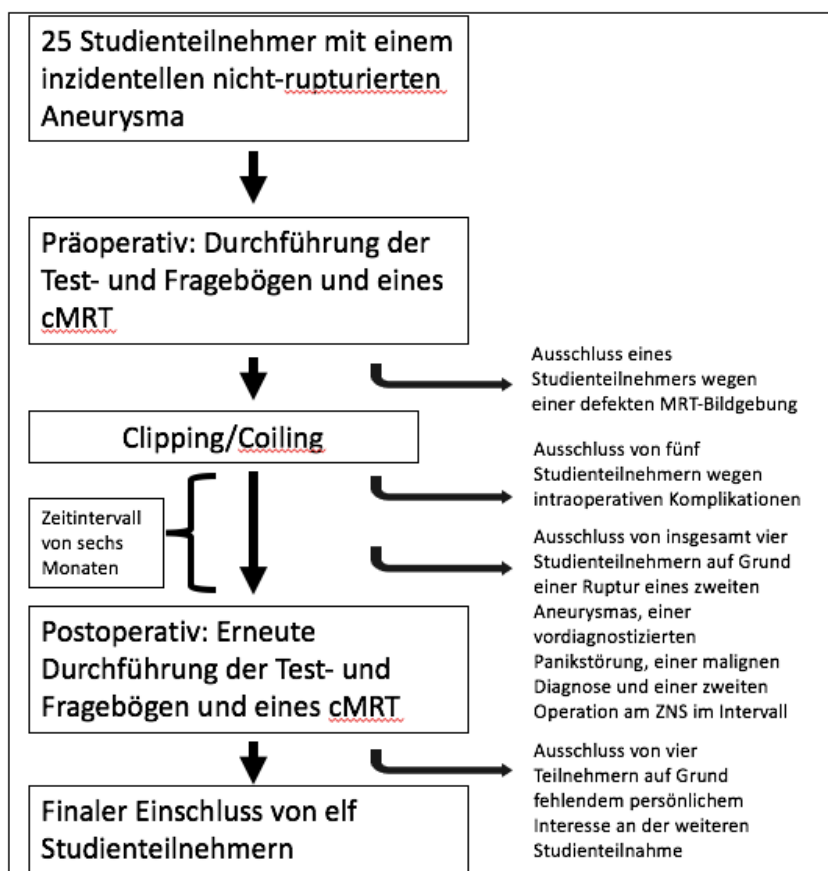 25 Studienteilnehmer mit einem
inzidentellen nicht-rupturierten
Aneurysma
Präoperativ: Durchführung der
Test- und Fragebögen und eines
cMRT
Ausschluss eines
Studienteilnehmers wegen
einer defekten MRT-Bildgebung
Clipping/Coiling
Ausschluss von fünf
Studienteilnehmern wegen
intraoperativen Komplikationen
Zeitintervall
von sechs
Monaten
Ausschluss von insgesamt vier
Studienteilnehmern auf Grund
einer Ruptur eines zweiten
Aneurysmas, einer
vordiagnostizierten
Panikstörung, einer malignen
Diagnose und einer zweiten
Operation am ZNS im Intervall
Postoperativ: Erneute
Durchführung der Test- und
Fragebögen und eines cMRT
Ausschluss von vier
Teilnehmern auf Grund
fehlendem persönlichem
Interesse an der weiteren
Studienteilnahme
Finaler Einschluss von elf
Studienteilnehmern